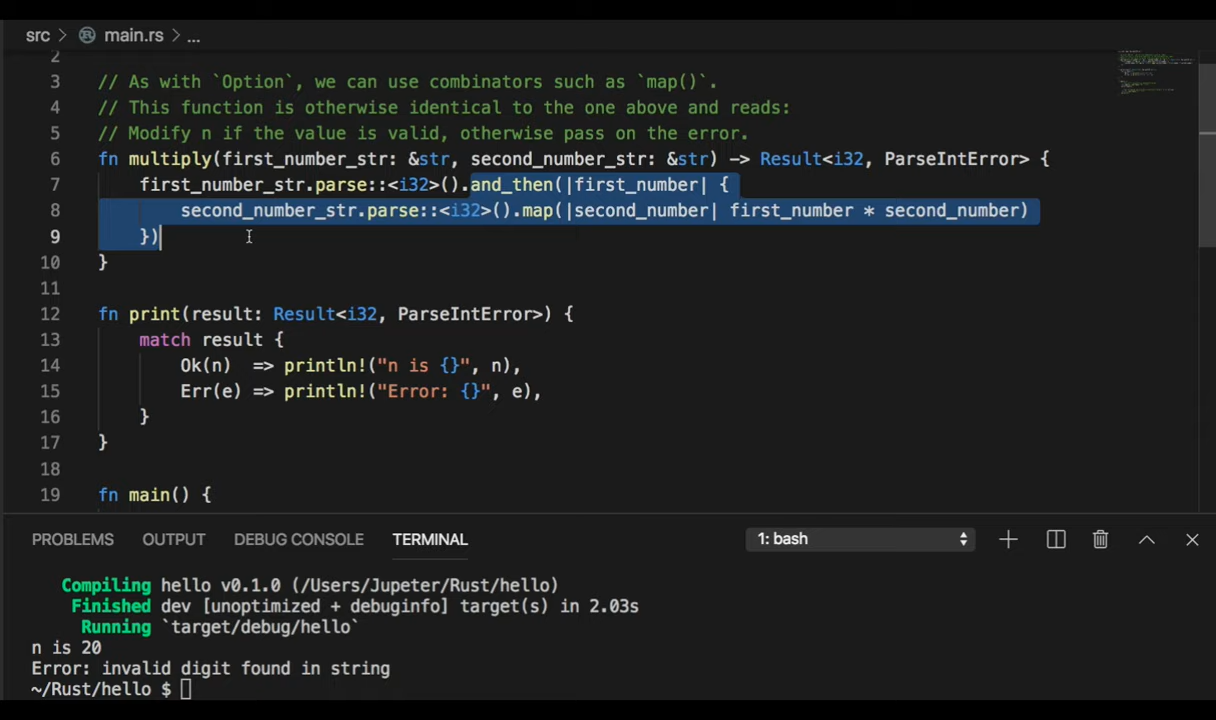 src > main.rs > ...
2
3 // As with `Option`, we can use combinators such as `map()`.
4 // This function is otherwise identical to the one above and reads:
5 // Modify n if the value is valid, otherwise pass on the error.
6 fn multiply(first_number_str: &str, second_number_str: &str) -> Result<i32, ParseIntError> {
7     first_number_str.parse::<i32>().and_then(|first_number| {
8         second_number_str.parse::<i32>().map(|second_number| first_number * second_number)
9     })
10 }
11
12 fn print(result: Result<i32, ParseIntError>) {
13     match result {
14         Ok(n)  => println!("n is {}", n),
15         Err(e) => println!("Error: {}", e),
16     }
17 }
18
19 fn main() {
PROBLEMS OUTPUT DEBUG CONSOLE TERMINAL 1: bash
Compiling hello v0.1.0 (/Users/Jupeter/Rust/hello)
Finished dev [unoptimized + debuginfo] target(s) in 2.03s
Running `target/debug/hello`
n is 20
Error: invalid digit found in string
~/Rust/hello $